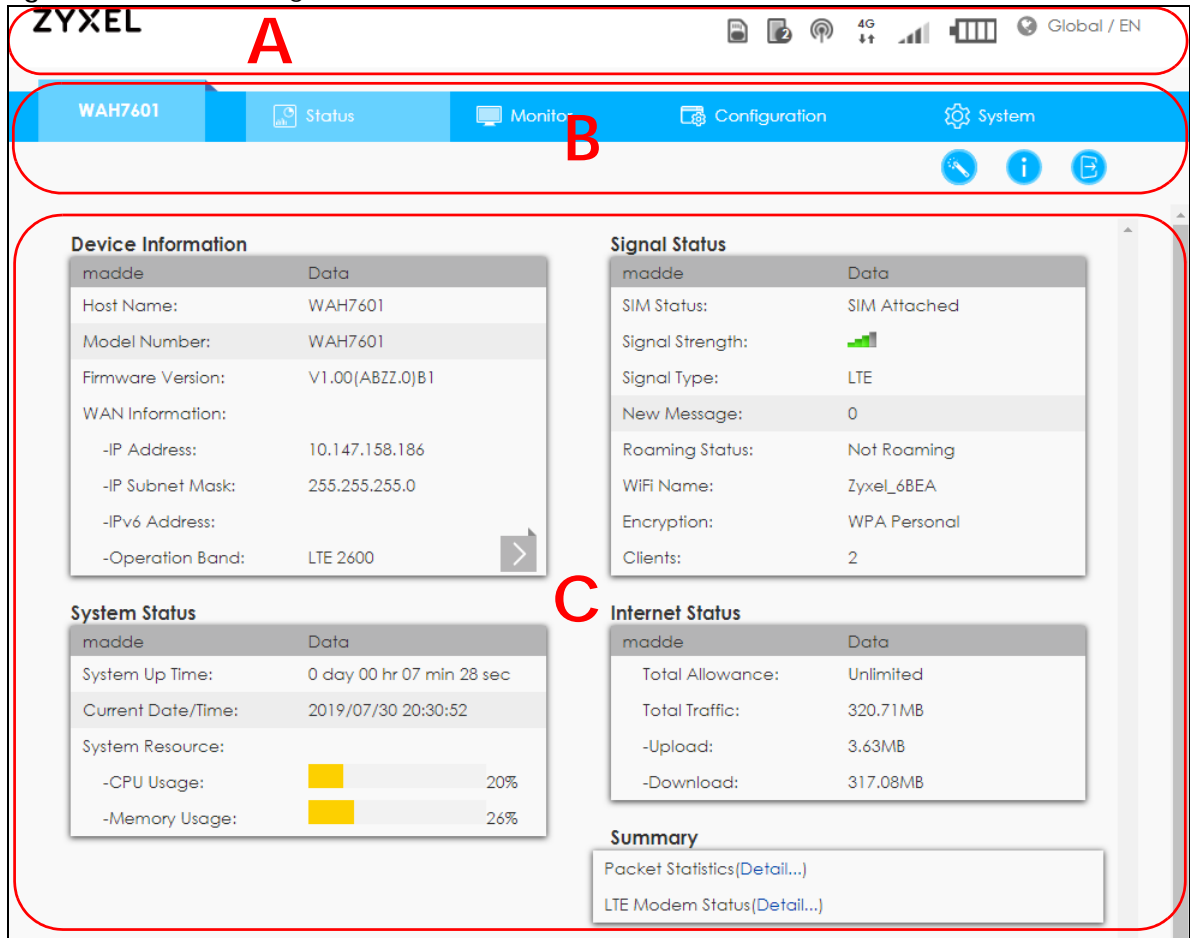 ZYXEL
A
2
4G
Global / EN
WAH7601
Status
Monitor
Configuration
System
B
i
Device Information
madde Data
Host Name: WAH7601
Model Number: WAH7601
Firmware Version: V1.00(ABZZ.0)B1
WAN Information:
-IP Address: 10.147.158.186
-IP Subnet Mask: 255.255.255.0
-IPv6 Address:
-Operation Band: LTE 2600
Signal Status
madde Data
SIM Status: SIM Attached
Signal Strength:
Signal Type: LTE
New Message: 0
Roaming Status: Not Roaming
WiFi Name: Zyxel_6BEA
Encryption: WPA Personal
Clients: 2
C
System Status
madde Data
System Up Time: 0 day 00 hr 07 min 28 sec
Current Date/Time: 2019/07/30 20:30:52
System Resource:
-CPU Usage: 20%
-Memory Usage: 26%
Internet Status
madde Data
Total Allowance: Unlimited
Total Traffic: 320.71MB
-Upload: 3.63MB
-Download: 317.08MB
Summary
Packet Statistics(Detail...)
LTE Modem Status(Detail...)